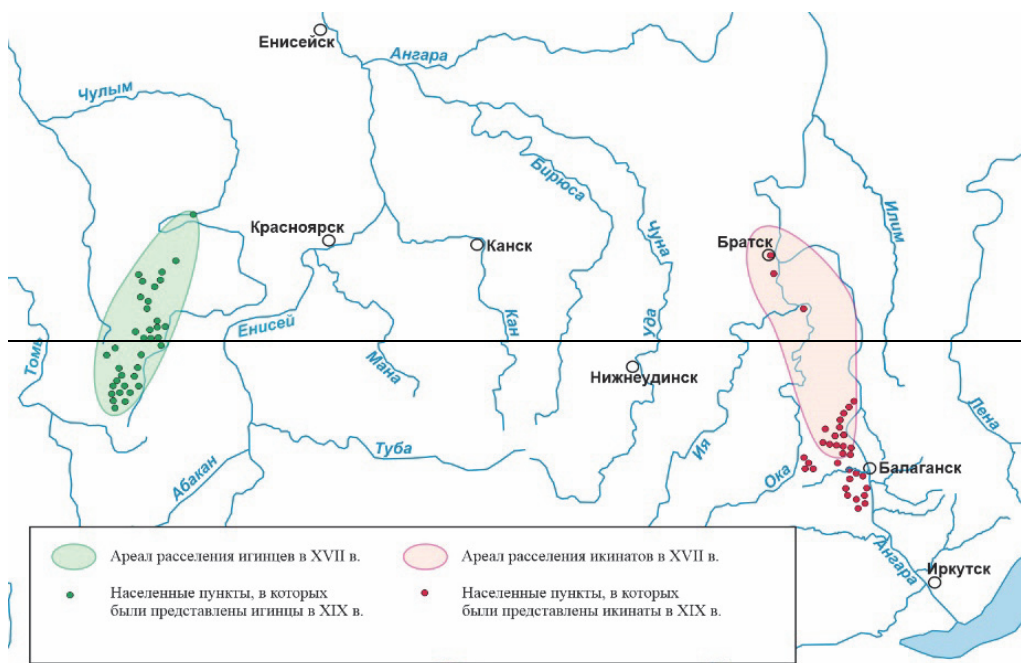 Енисейск
Ангара
Чулым
Бирюса
Чуна
Илим
Красноярск
Канск
Братск
Томь
Енисей
Кан
Уда
Мана
Нижнеудинск
Лена
Туба
Ия
Абакан
Ока
Балаганск
Ангара
Иркутск
Ареал расселения игинцев в XVII в.
Населенные пункты, в которых
были представлены игинцы в XIX в.
Ареал расселения икинатов в XVII в.
Населенные пункты, в которых
были представлены икинаты в XIX в.